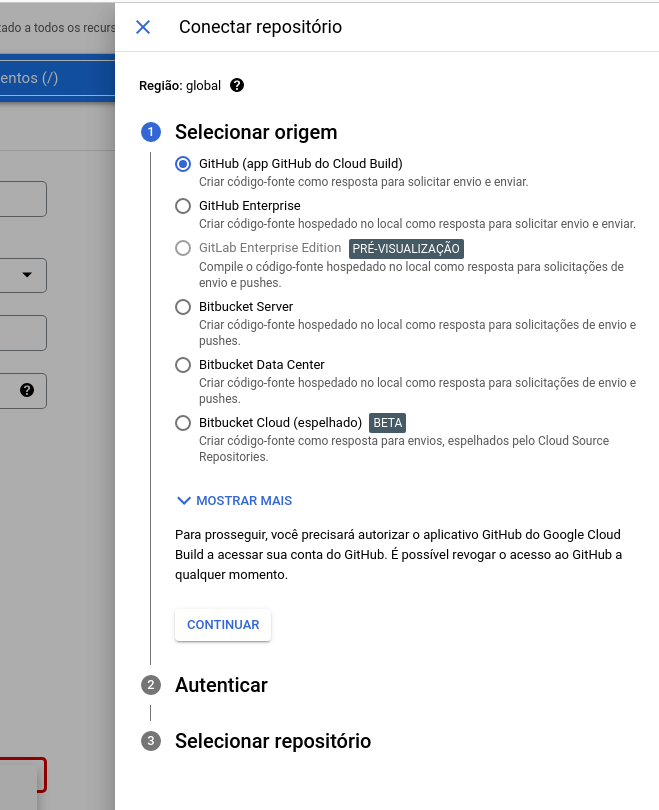 Conectar repositório
tado a todos os recurs
entos (/)
Região: global ?
1 Selecionar origem
GitHub (app GitHub do Cloud Build)
Criar código-fonte como resposta para solicitar envio e enviar.
GitHub Enterprise
Criar código-fonte hospedado no local como resposta para solicitar envio e enviar.
GitLab Enterprise Edition PRÉ-VISUALIZAÇÃO
Compile o código-fonte hospedado no local como resposta para solicitações de
envio e pushes.
Bitbucket Server
Criar código-fonte hospedado no local como resposta para solicitações de envio e
pushes.
Bitbucket Data Center
Criar código-fonte hospedado no local como resposta para solicitações de envio e
pushes.
?
Bitbucket Cloud (espelhado) BETA
Criar código-fonte como resposta para envios, espelhados pelo Cloud Source
Repositories.
MOSTRAR MAIS
Para prosseguir, você precisará autorizar o aplicativo GitHub do Google Cloud
Build a acessar sua conta do GitHub. É possível revogar o acesso ao GitHub a
qualquer momento.
CONTINUAR
2 Autenticar
3 Selecionar repositório